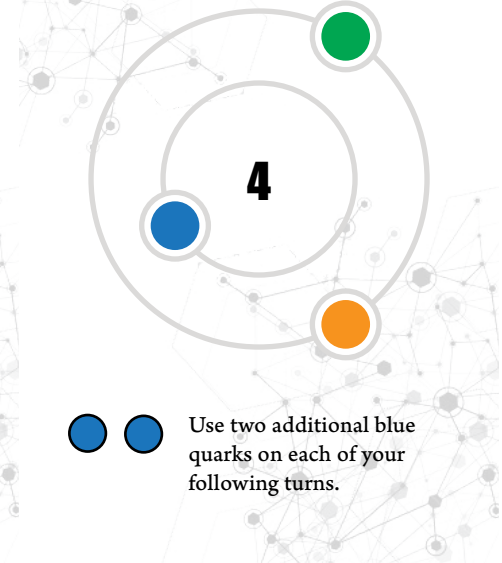 4
Use two additional blue
quarks on each of your
following turns.